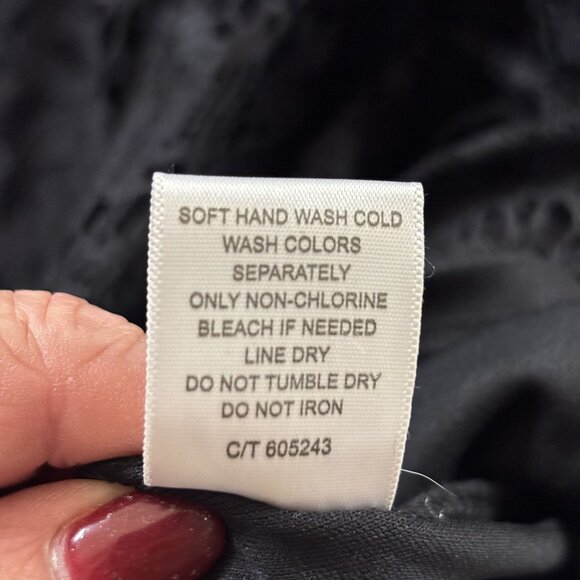 SOFT HAND WASH COLD
WASH COLORS
SEPARATELY
ONLY NON-CHLORINE
BLEACH IF NEEDED
LINE DRY
DO NOT TUMBLE DRY
DO NOT IRON
C/T 605243